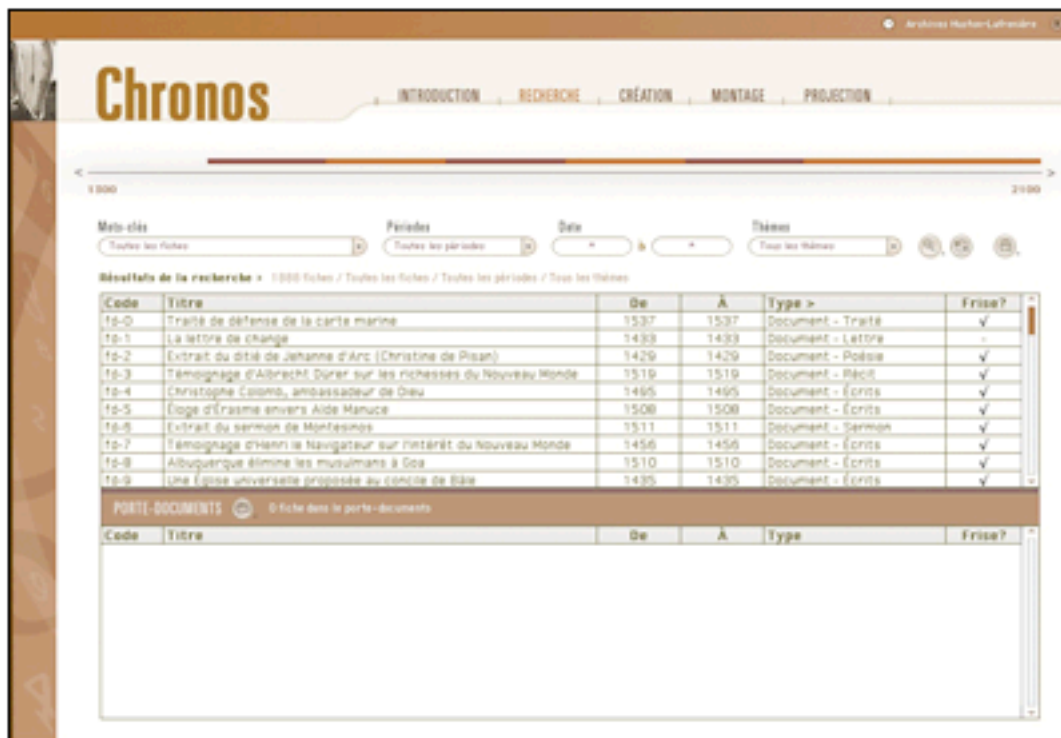 Archives Huston-Lafrenière
Chronos
INTRODUCTION RECHERCHE CRÉATION MONTAGE PROJECTION
< >
1300 2100
Mots-clés Périodes Date Thèmes
Toutes les fiches Toutes les périodes * à * Tous les thèmes
Résultats de la recherche > fiches / Toutes les fiches / Toutes les périodes / Tous les thèmes
Code Titre De À Type > Frise?
fd-0 Traité de défense de la carte marine 1537 1537 Document - Traité √
fd-1 La lettre de change 1433 1433 Document - Lettre -
fd-2 Extrait du ditié de Jehanne d'Arc (Christine de Pisan) 1429 1429 Document - Poésie √
fd-3 Témoignage d'Albrecht Dürer sur les richesses du Nouveau Monde 1519 1519 Document - Récit √
fd-4 Christophe Colomb, ambassadeur de Dieu 1495 1495 Document - Écrits √
fd-5 Éloge d'Érasme envers Alde Manuce 1508 1508 Document - Écrits √
fd-6 Extrait du sermon de Montesinos 1511 1511 Document - Sermon √
fd-7 Témoignage d'Henri le Navigateur sur l'intérêt du Nouveau Monde 1456 1456 Document - Écrits √
fd-8 Albuquerque élimine les musulmans à Goa 1510 1510 Document - Écrits √
fd-9 Une Église universelle proposée au concile de Bâle 1435 1435 Document - Écrits √
PORTE-DOCUMENTS 0 fiche dans le porte-documents
Code Titre De À Type Frise?